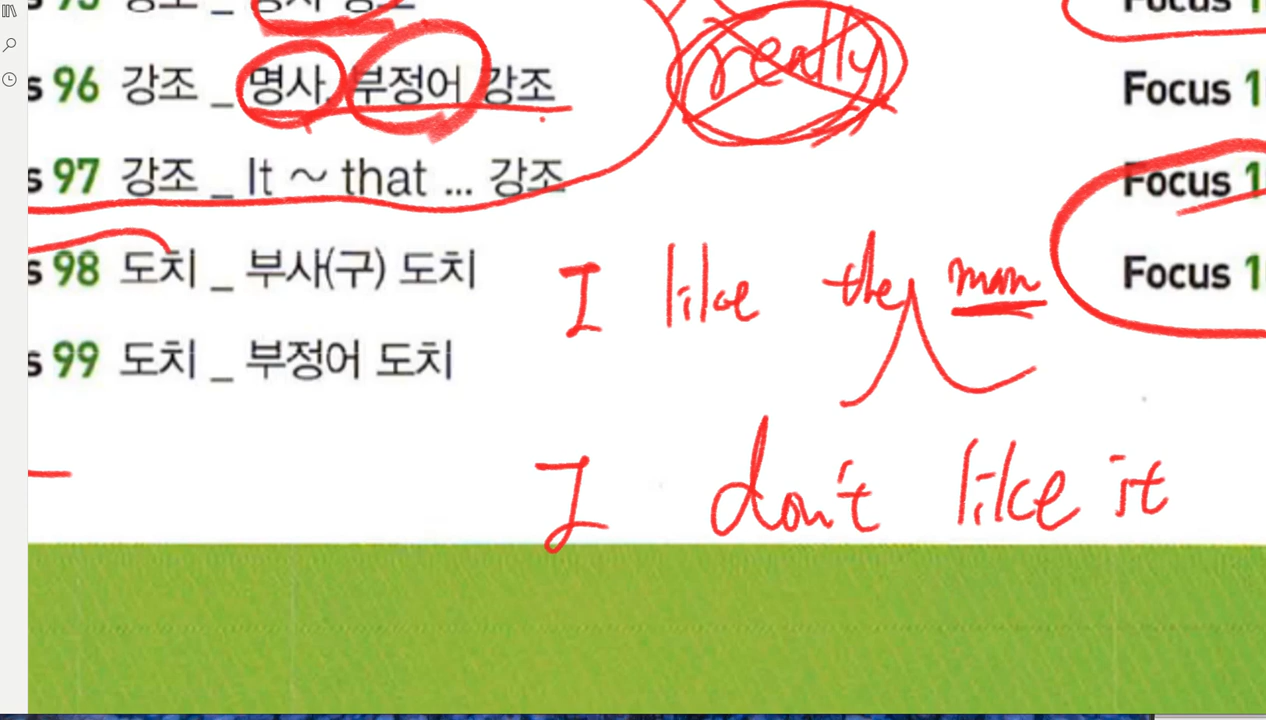 s 96 강조 _ 명사, 부정어 강조
really
Focus 1
s 97 강조 _ It ~ that ... 강조
Focus 1
s 98 도치 _ 부사(구) 도치
I like the man
Focus 1
s 99 도치 _ 부정어 도치
I don't like it